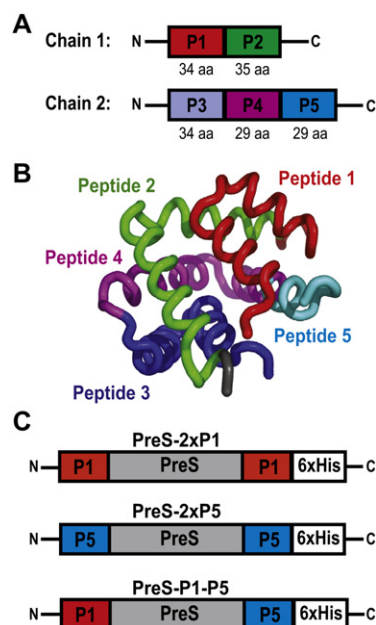 A
Chain 1: N P1 P2 C
34 aa 35 aa
Chain 2: N P3 P4 P5 C
34 aa 29 aa 29 aa
B
Peptide 2 Peptide 1
Peptide 4
Peptide 5
Peptide 3
C
PreS-2xP1
N P1 PreS P1 6xHis C
PreS-2xP5
N P5 PreS P5 6xHis C
PreS-P1-P5
N P1 PreS P5 6xHis C